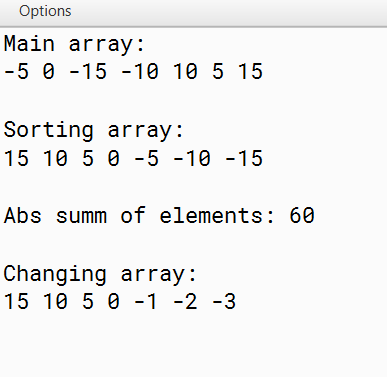 Options
Main array:
-5 0 -15 -10 10 5 15
Sorting array:
15 10 5 0 -5 -10 -15
Abs summ of elements: 60
Changing array:
15 10 5 0 -1 -2 -3